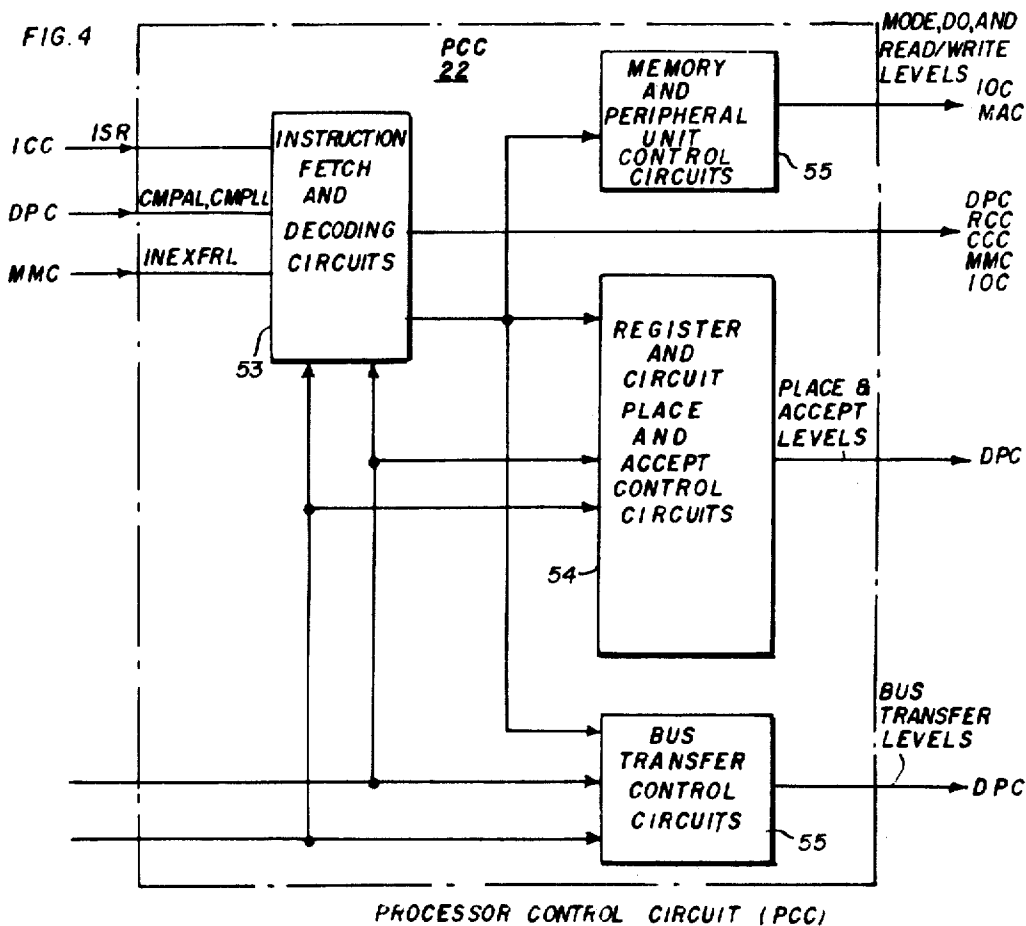 FIG. 4
PCC
22
MODE, DO, AND
READ/WRITE
LEVELS
IOC
MAC
MEMORY
AND
PERIPHERAL
UNIT
CONTROL
CIRCUITS
55
ICC
ISR
DPC
CMPAL, CMPLL
MMC
INEXFRL
INSTRUCTION
FETCH
AND
DECODING
CIRCUITS
53
DPC
RCC
CCC
MMC
IOC
REGISTER
AND
CIRCUIT
PLACE
AND
ACCEPT
CONTROL
CIRCUITS
54
PLACE &
ACCEPT
LEVELS
DPC
BUS
TRANSFER
CONTROL
CIRCUITS
55
BUS
TRANSFER
LEVELS
DPC
PROCESSOR CONTROL CIRCUIT (PCC)